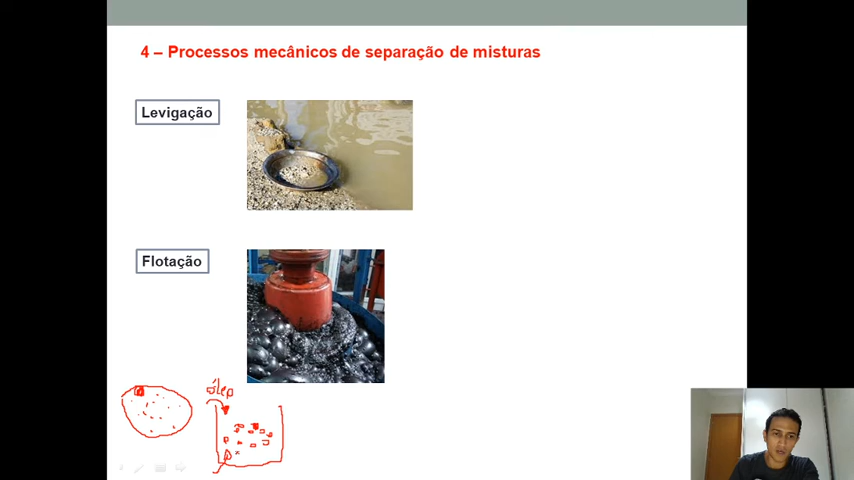 4 – Processos mecânicos de separação de misturas
Levigação
Flotação
óleo